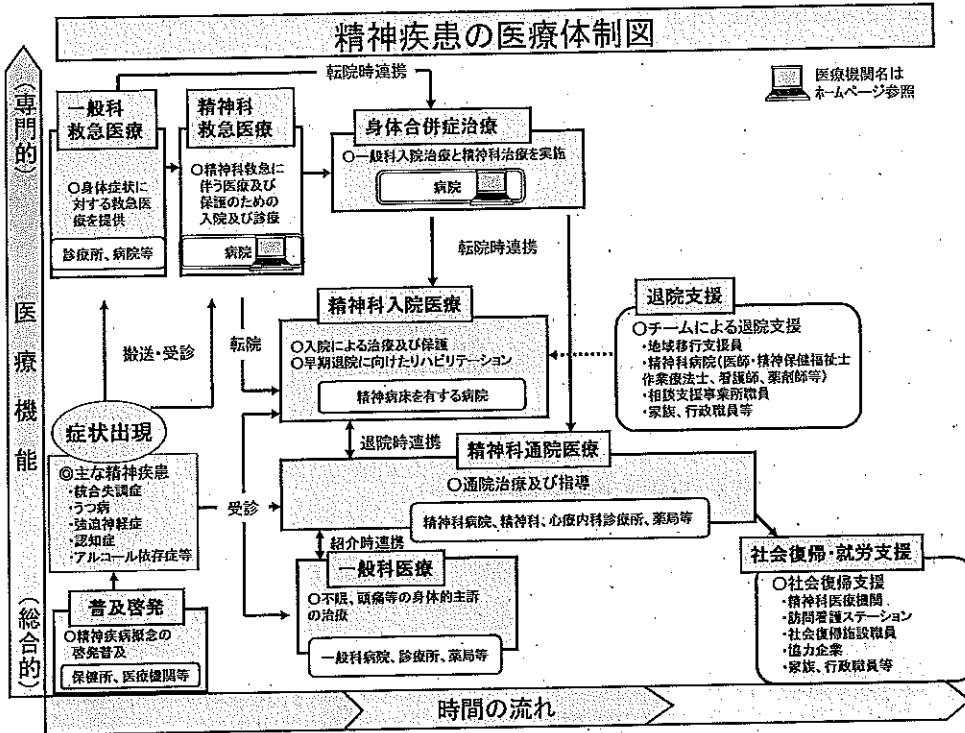 精神疾患の医療体制図
(専門的)
医療機能
(総合的)
転院時連携
医療機関名は
ホームページ参照
一般科
救急医療
○身体症状に
対する救急医
療を提供
診療所、病院等
精神科
救急医療
○精神科救急に
伴う医療及び
保護のための
入院及び診療
病院
身体合併症治療
○一般科入院治療と精神科治療を実施
病院
転院時連携
搬送・受診
転院
精神科入院医療
○入院による治療及び保護
○早期退院に向けたリハビリテーション
精神病床を有する病院
退院支援
○チームによる退院支援
・地域移行支援員
・精神科病院(医師・精神保健福祉士
作業療法士、看護師、薬剤師等)
・相談支援事業所職員
・家族、行政職員等
症状出現
◎主な精神疾患
・統合失調症
・うつ病
・強迫神経症
・認知症
・アルコール依存症等
受診
退院時連携
精神科通院医療
○通院治療及び指導
精神科病院、精神科、心療内科診療所、薬局等
紹介時連携
一般科医療
○不眠、頭痛等の身体的主訴
の治療
一般科病院、診療所、薬局等
社会復帰・就労支援
○社会復帰支援
・精神科医療機関
・訪問看護ステーション
・社会復帰施設職員
・協力企業
・家族、行政職員等
普及啓発
○精神疾病概念の
啓発普及
保健所、医療機関等
時間の流れ